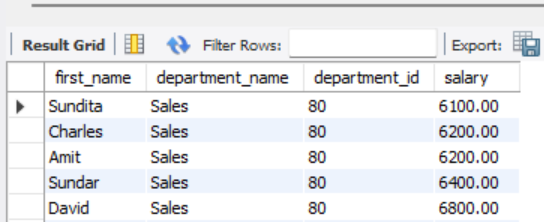 Result Grid Filter Rows: Export:
first_name department_name department_id salary
Sundita Sales 80 6100.00
Charles Sales 80 6200.00
Amit Sales 80 6200.00
Sundar Sales 80 6400.00
David Sales 80 6800.00